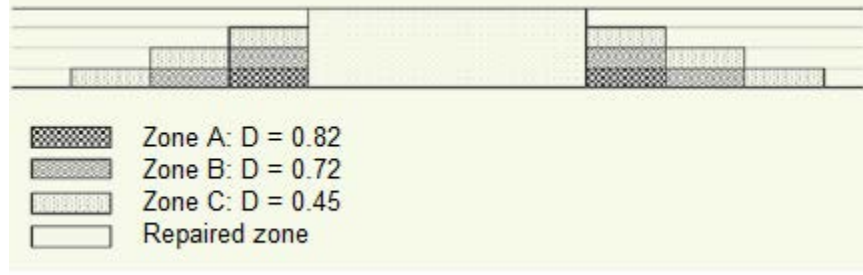 Zone A: D = 0.82
Zone B: D = 0.72
Zone C: D = 0.45
Repaired zone